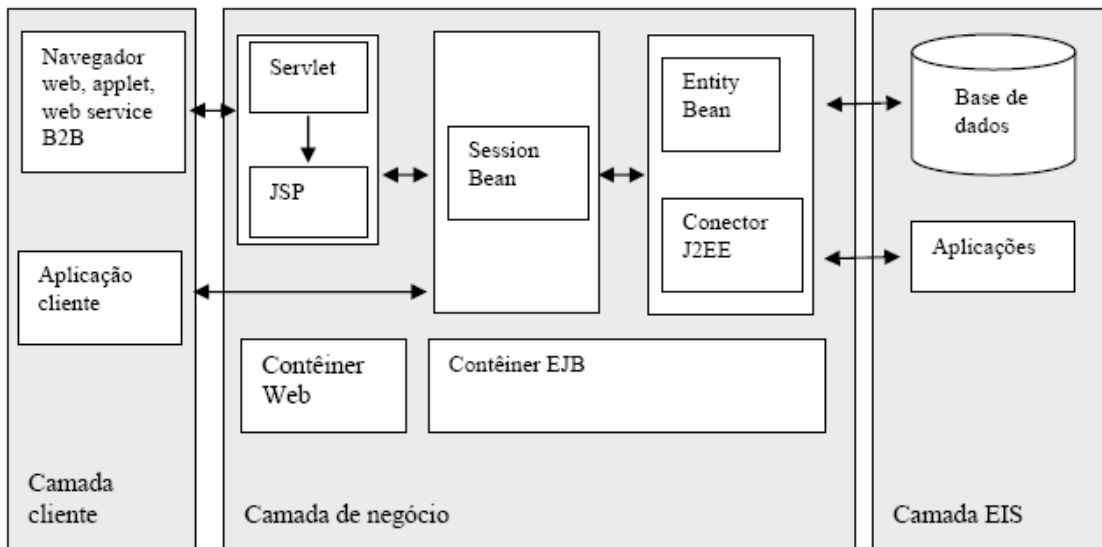 Navegador
web, applet,
web service
B2B
Aplicação
cliente
Camada
cliente
Servlet
JSP
Session
Bean
Entity
Bean
Conector
J2EE
Contêiner
Web
Contêiner EJB
Camada de negócio
Base de
dados
Aplicações
Camada EIS